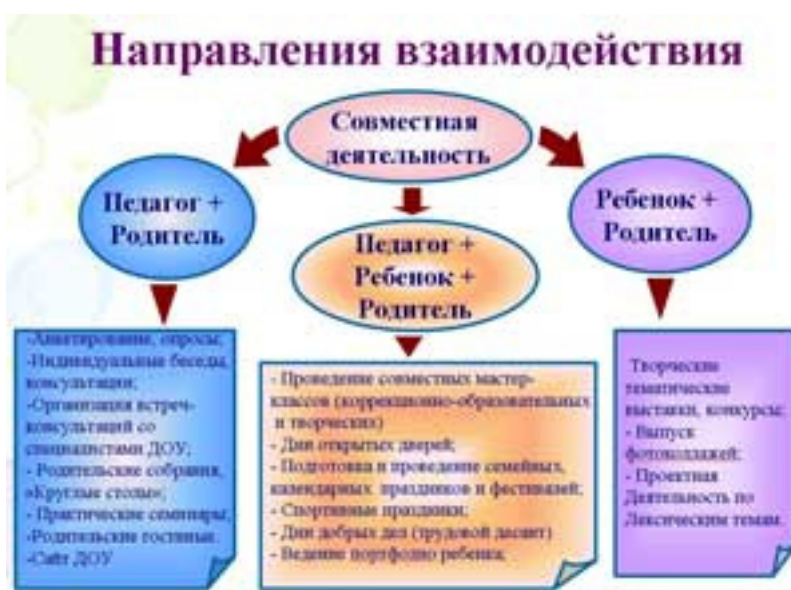 Направления взаимодействия
Совместная
деятельность
Педагог +
Родитель
Педагог +
Ребенок +
Родитель
Ребенок +
Родитель
-Анкетирование, опросы;
-Индивидуальные беседы,
консультации;
-Организация встреч-
консультаций со
специалистами ДОУ;
- Родительские собрания,
«Круглые столы»;
- Практические семинары;
-Родительские гостиные.
-Сайт ДОУ
- Проведение совместных мастер-
классов (коррекционно-образовательных
и творческих)
- Дни открытых дверей;
- Подготовка и проведение семейных,
календарных праздников и фестивалей;
- Спортивные праздники;
- Дни добрых дел (трудовой десант)
- Ведение портфолио ребенка;
Творческие
тематические
выставки, конкурсы;
- Выпуск
фотоколлажей;
- Проектная
Деятельность по
Лексическим темам.